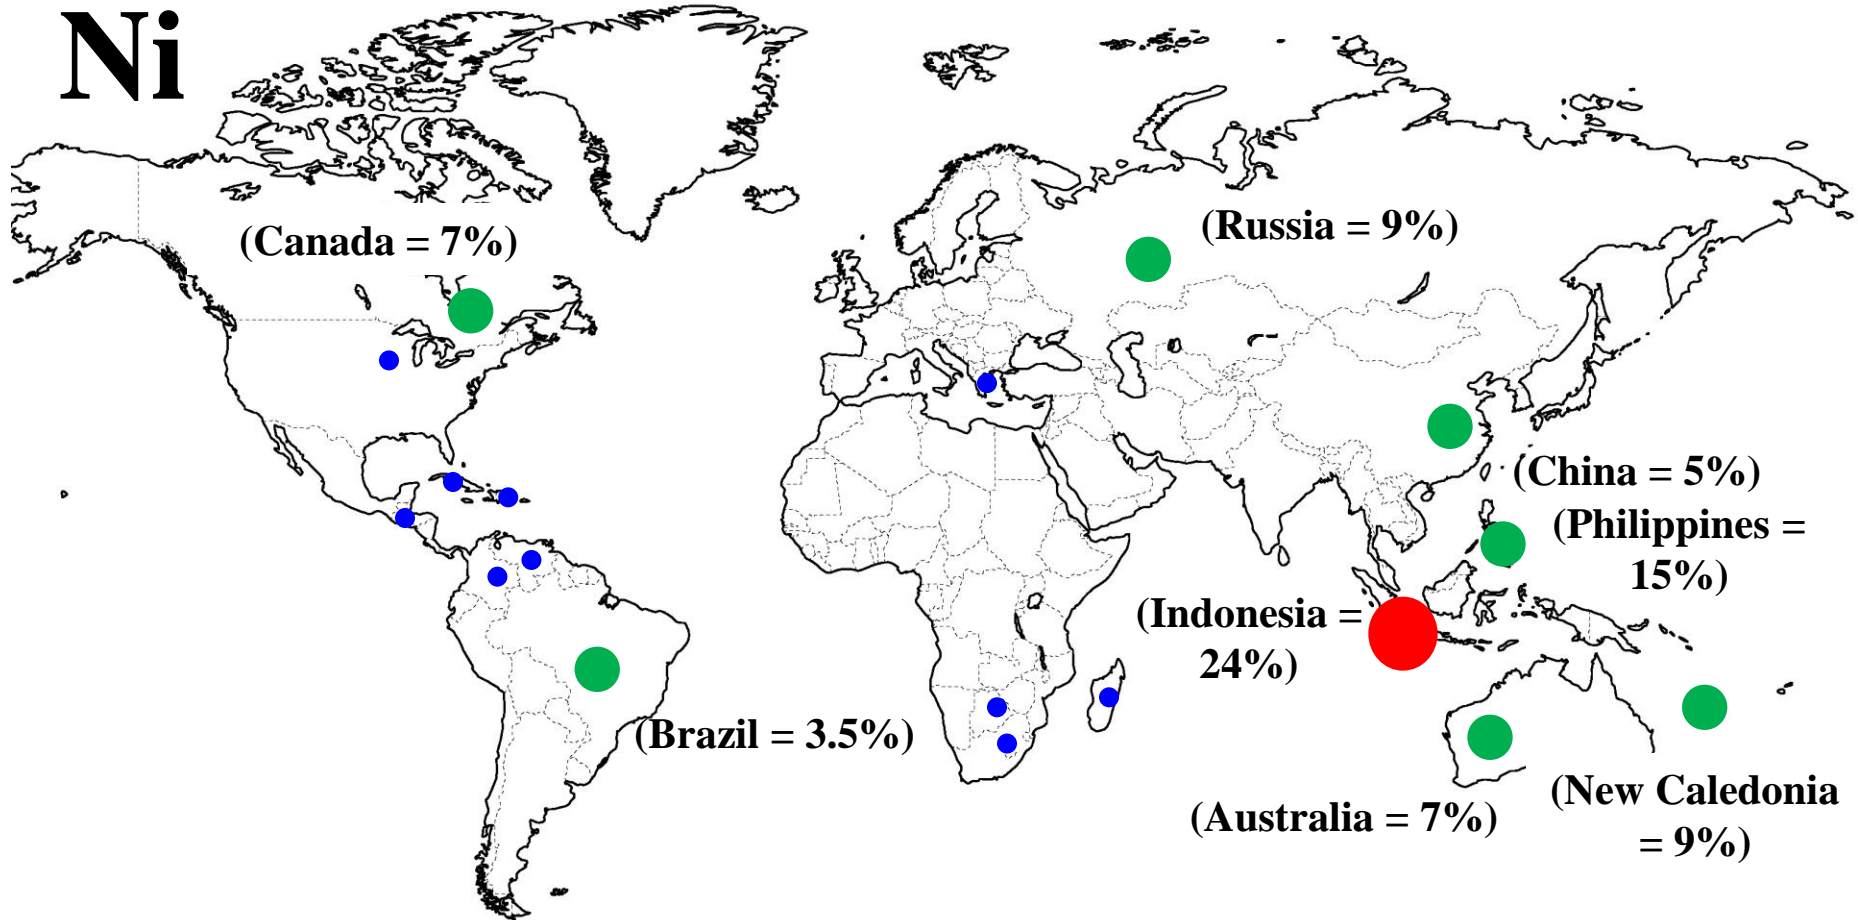 Ni
(Canada = 7%)
(Russia = 9%)
(China = 5%)
(Philippines =
15%)
(Indonesia =
24%)
(Brazil = 3.5%)
(Australia = 7%)
(New Caledonia
= 9%)